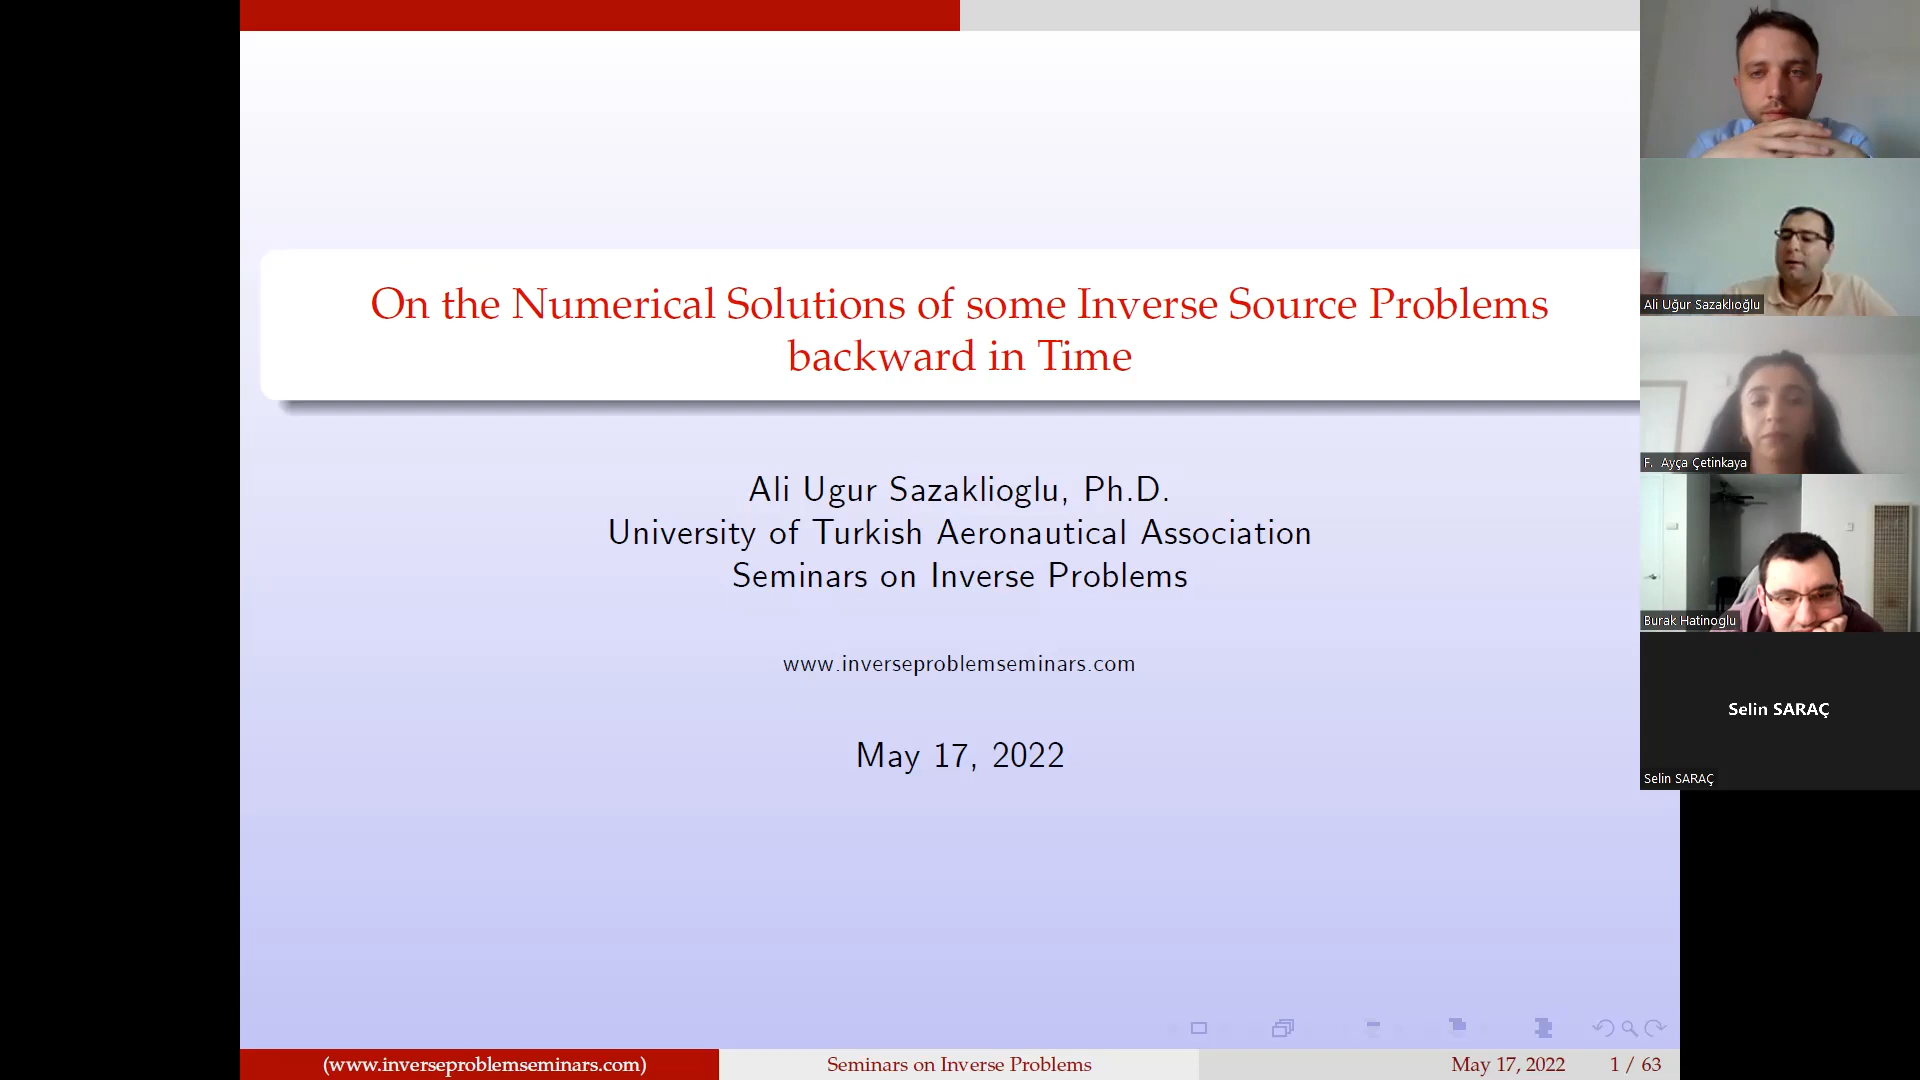 On the Numerical Solutions of some Inverse Source Problems
backward in Time
Ali Ugur Sazaklioglu, Ph.D.
University of Turkish Aeronautical Association
Seminars on Inverse Problems
www.inverseproblemseminars.com
May 17, 2022
(www.inverseproblemseminars.com)
Seminars on Inverse Problems
May 17, 2022
1 / 63
Ali Uğur Sazaklıoğlu
F. Ayça Çetinkaya
Burak Hatinoglu
Selin SARAÇ
Selin SARAÇ